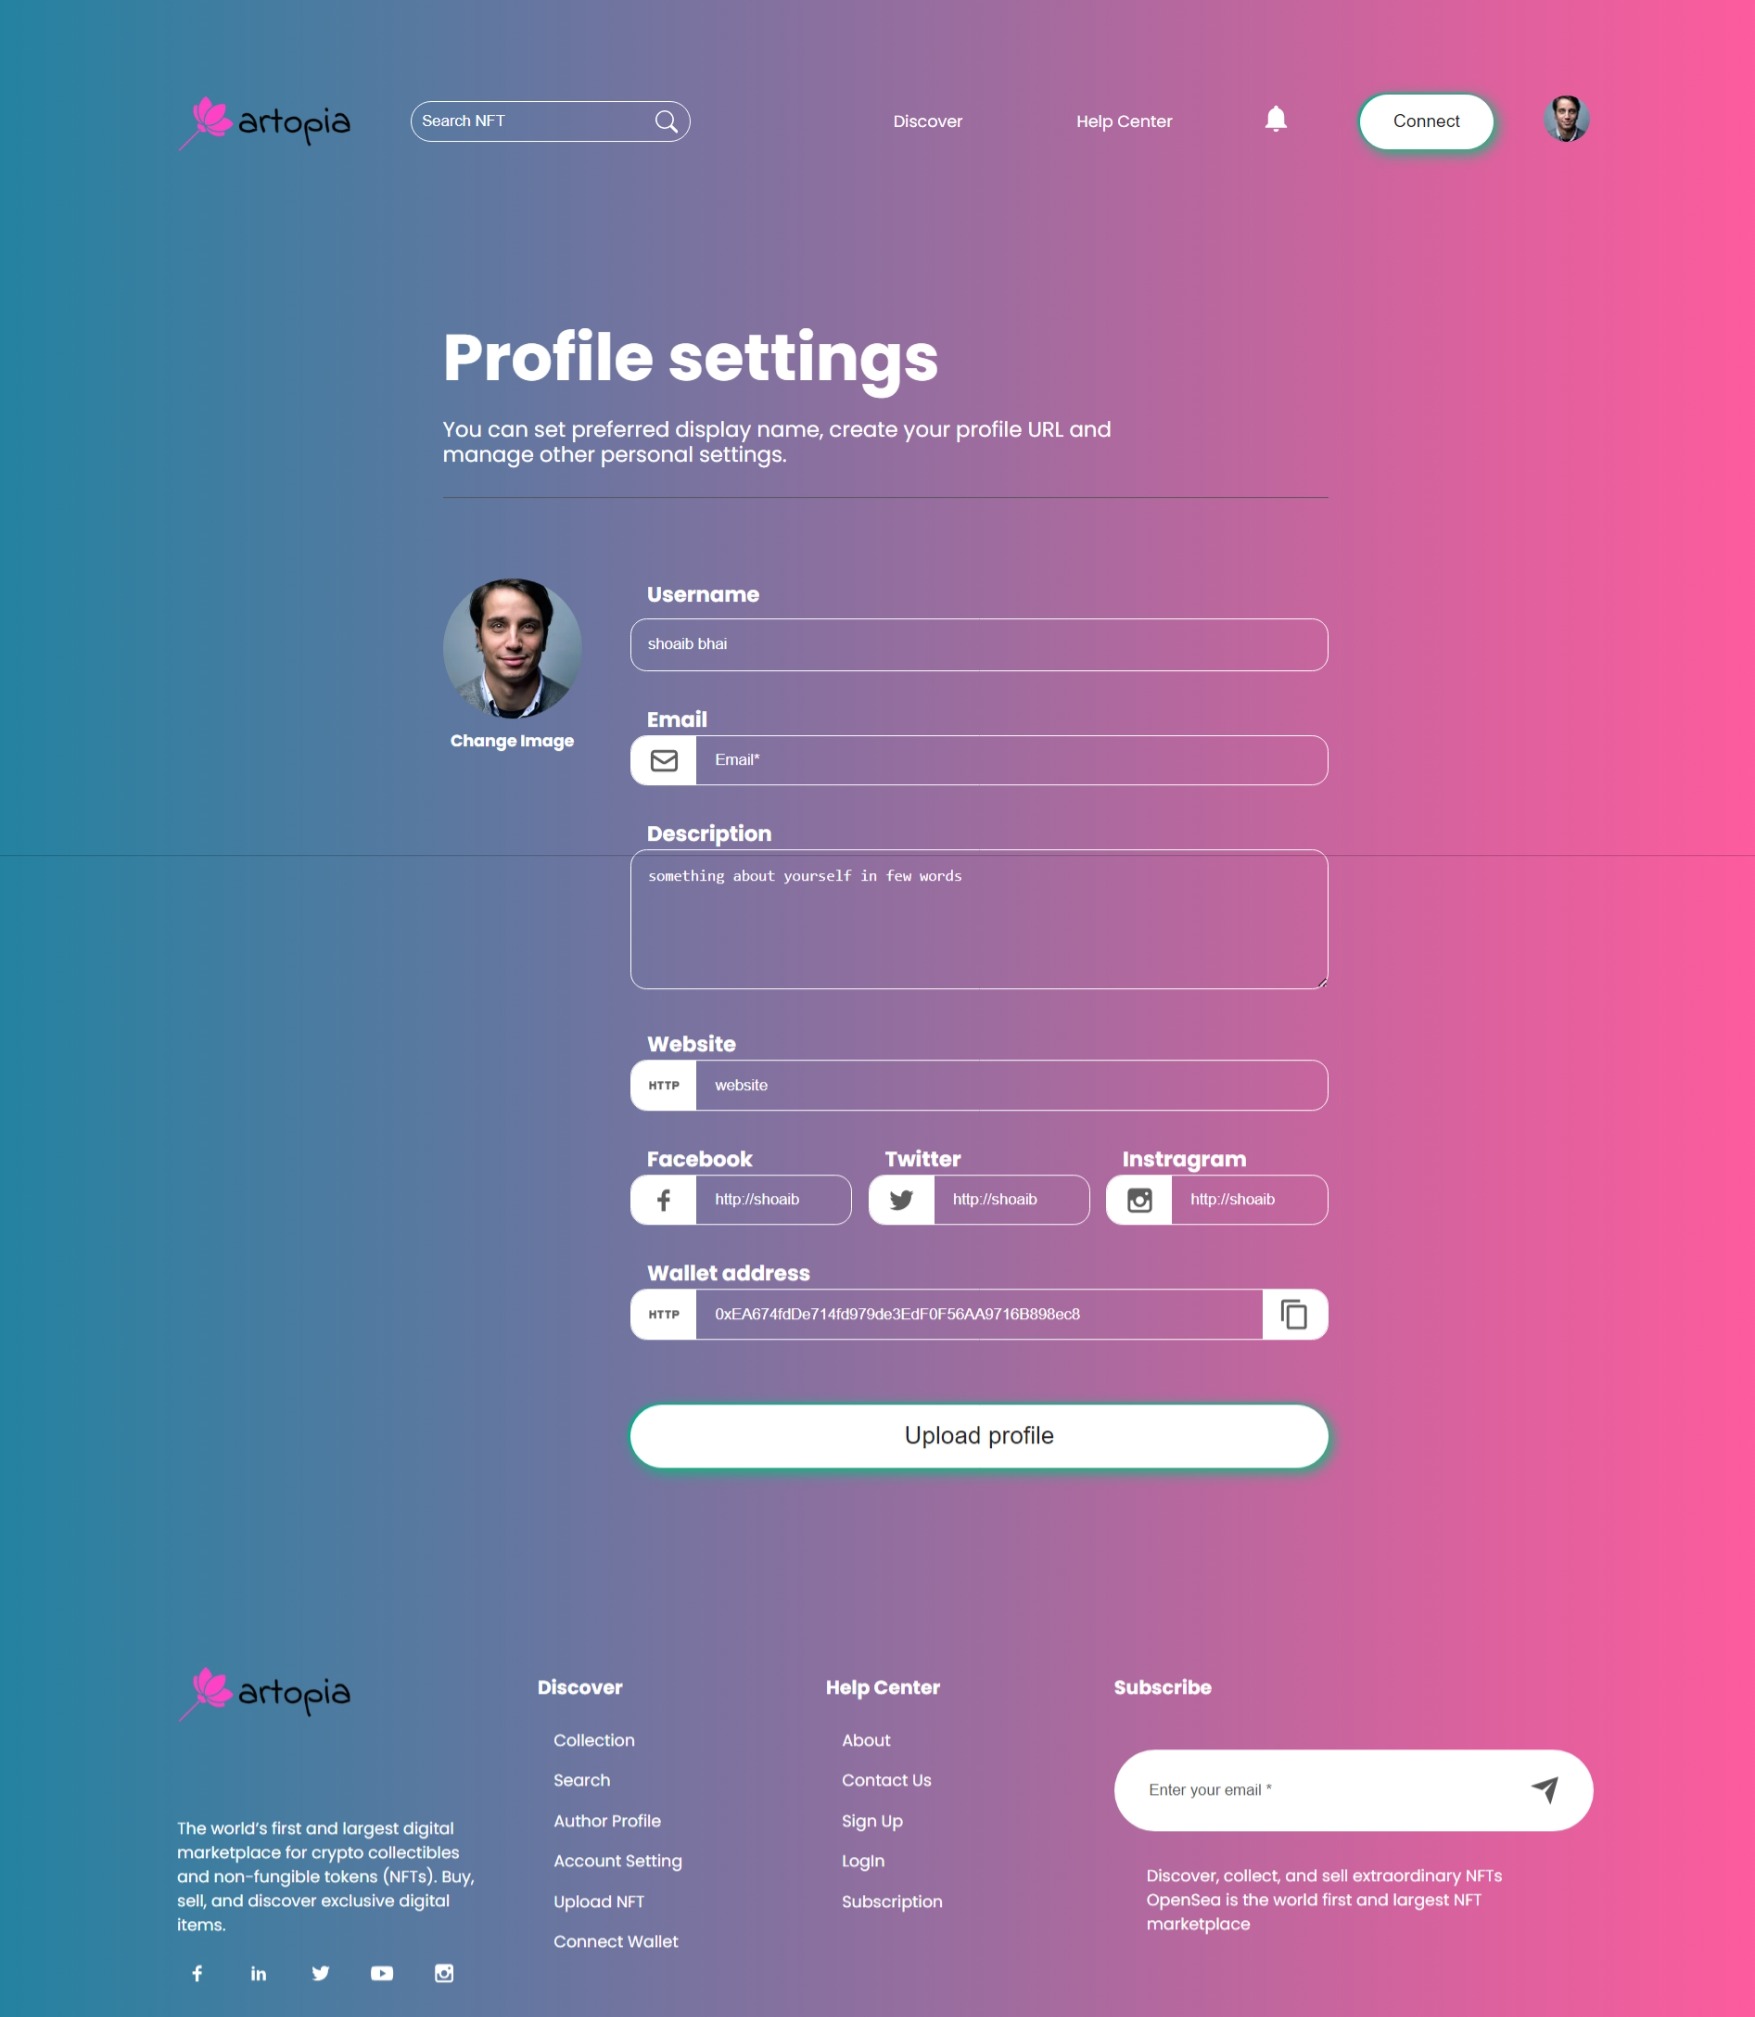 artopia
Search NFT
Discover
Help Center
Connect
Profile settings
You can set preferred display name, create your profile URL and
manage other personal settings.
Change Image
Username
shoaib bhai
Email
Email*
Description
something about yourself in few words
Website
HTTP
website
Facebook
http://shoaib
Twitter
http://shoaib
Instragram
http://shoaib
Wallet address
HTTP
0xEA674fdDe714fd979de3EdF0F56AA9716B898ec8
Upload profile
artopia
The world's first and largest digital
marketplace for crypto collectibles
and non-fungible tokens (NFTs). Buy,
sell, and discover exclusive digital
items.
Discover
Collection
Search
Author Profile
Account Setting
Upload NFT
Connect Wallet
Help Center
About
Contact Us
Sign Up
LogIn
Subscription
Subscribe
Enter your email *
Discover, collect, and sell extraordinary NFTs
OpenSea is the world first and largest NFT
marketplace